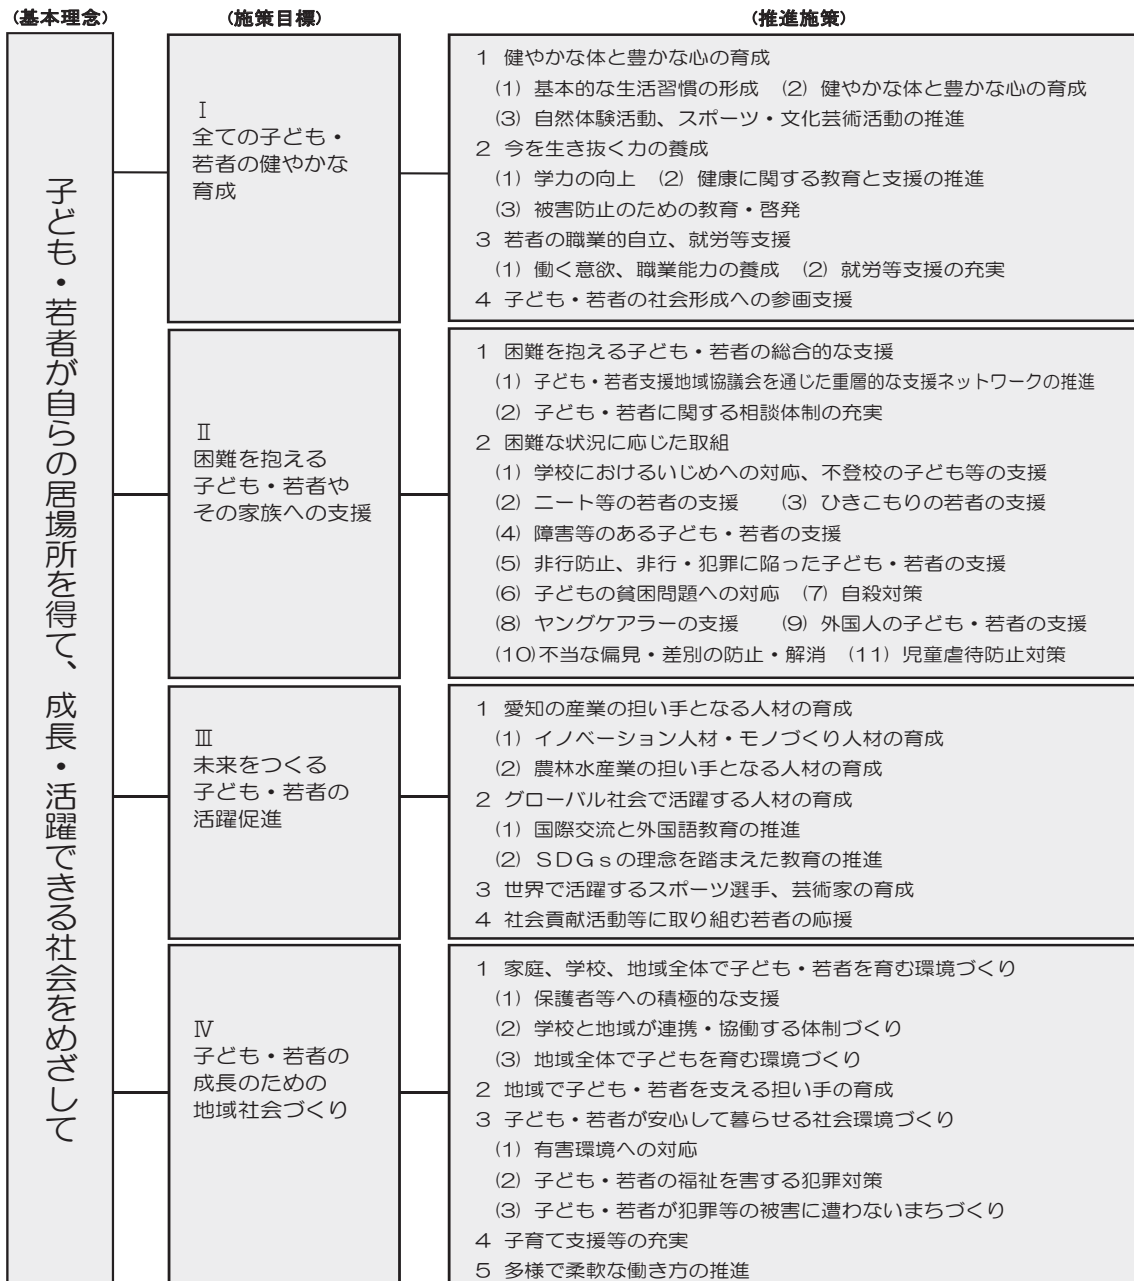 (基本理念)
(施策目標)
(推進施策)
子ども・若者が自らの居場所を得て、成長・活躍できる社会をめざして
Ⅰ
全ての子ども・
若者の健やかな
育成
1 健やかな体と豊かな心の育成
(1) 基本的な生活習慣の形成 (2) 健やかな体と豊かな心の育成
(3) 自然体験活動、スポーツ・文化芸術活動の推進
2 今を生き抜く力の養成
(1) 学力の向上 (2) 健康に関する教育と支援の推進
(3) 被害防止のための教育・啓発
3 若者の職業的自立、就労等支援
(1) 働く意欲、職業能力の養成 (2) 就労等支援の充実
4 子ども・若者の社会形成への参画支援
Ⅱ
困難を抱える
子ども・若者や
その家族への支援
1 困難を抱える子ども・若者の総合的な支援
(1) 子ども・若者支援地域協議会を通じた重層的な支援ネットワークの推進
(2) 子ども・若者に関する相談体制の充実
2 困難な状況に応じた取組
(1) 学校におけるいじめへの対応、不登校の子ども等の支援
(2) ニート等の若者の支援 (3) ひきこもりの若者の支援
(4) 障害等のある子ども・若者の支援
(5) 非行防止、非行・犯罪に陥った子ども・若者の支援
(6) 子どもの貧困問題への対応 (7) 自殺対策
(8) ヤングケアラーの支援 (9) 外国人の子ども・若者の支援
(10)不当な偏見・差別の防止・解消 (11) 児童虐待防止対策
Ⅲ
未来をつくる
子ども・若者の
活躍促進
1 愛知の産業の担い手となる人材の育成
(1) イノベーション人材・モノづくり人材の育成
(2) 農林水産業の担い手となる人材の育成
2 グローバル社会で活躍する人材の育成
(1) 国際交流と外国語教育の推進
(2) SDGsの理念を踏まえた教育の推進
3 世界で活躍するスポーツ選手、芸術家の育成
4 社会貢献活動等に取り組む若者の応援
Ⅳ
子ども・若者の
成長のための
地域社会づくり
1 家庭、学校、地域全体で子ども・若者を育む環境づくり
(1) 保護者等への積極的な支援
(2) 学校と地域が連携・協働する体制づくり
(3) 地域全体で子どもを育む環境づくり
2 地域で子ども・若者を支える担い手の育成
3 子ども・若者が安心して暮らせる社会環境づくり
(1) 有害環境への対応
(2) 子ども・若者の福祉を害する犯罪対策
(3) 子ども・若者が犯罪等の被害に遭わないまちづくり
4 子育て支援等の充実
5 多様で柔軟な働き方の推進